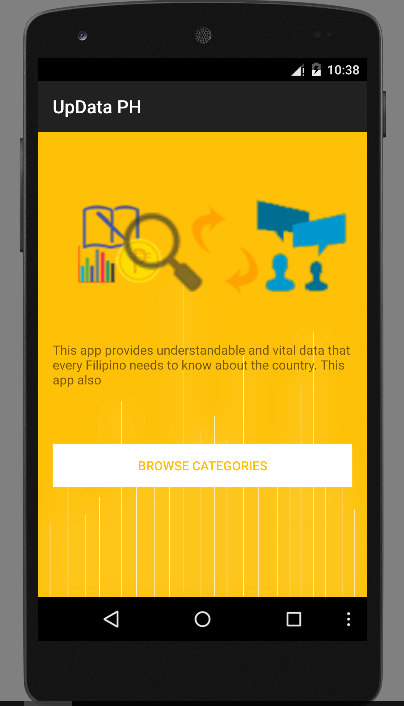 10:38
UpData PH
This app provides understandable and vital data that
every Filipino needs to know about the country. This
app also
BROWSE CATEGORIES